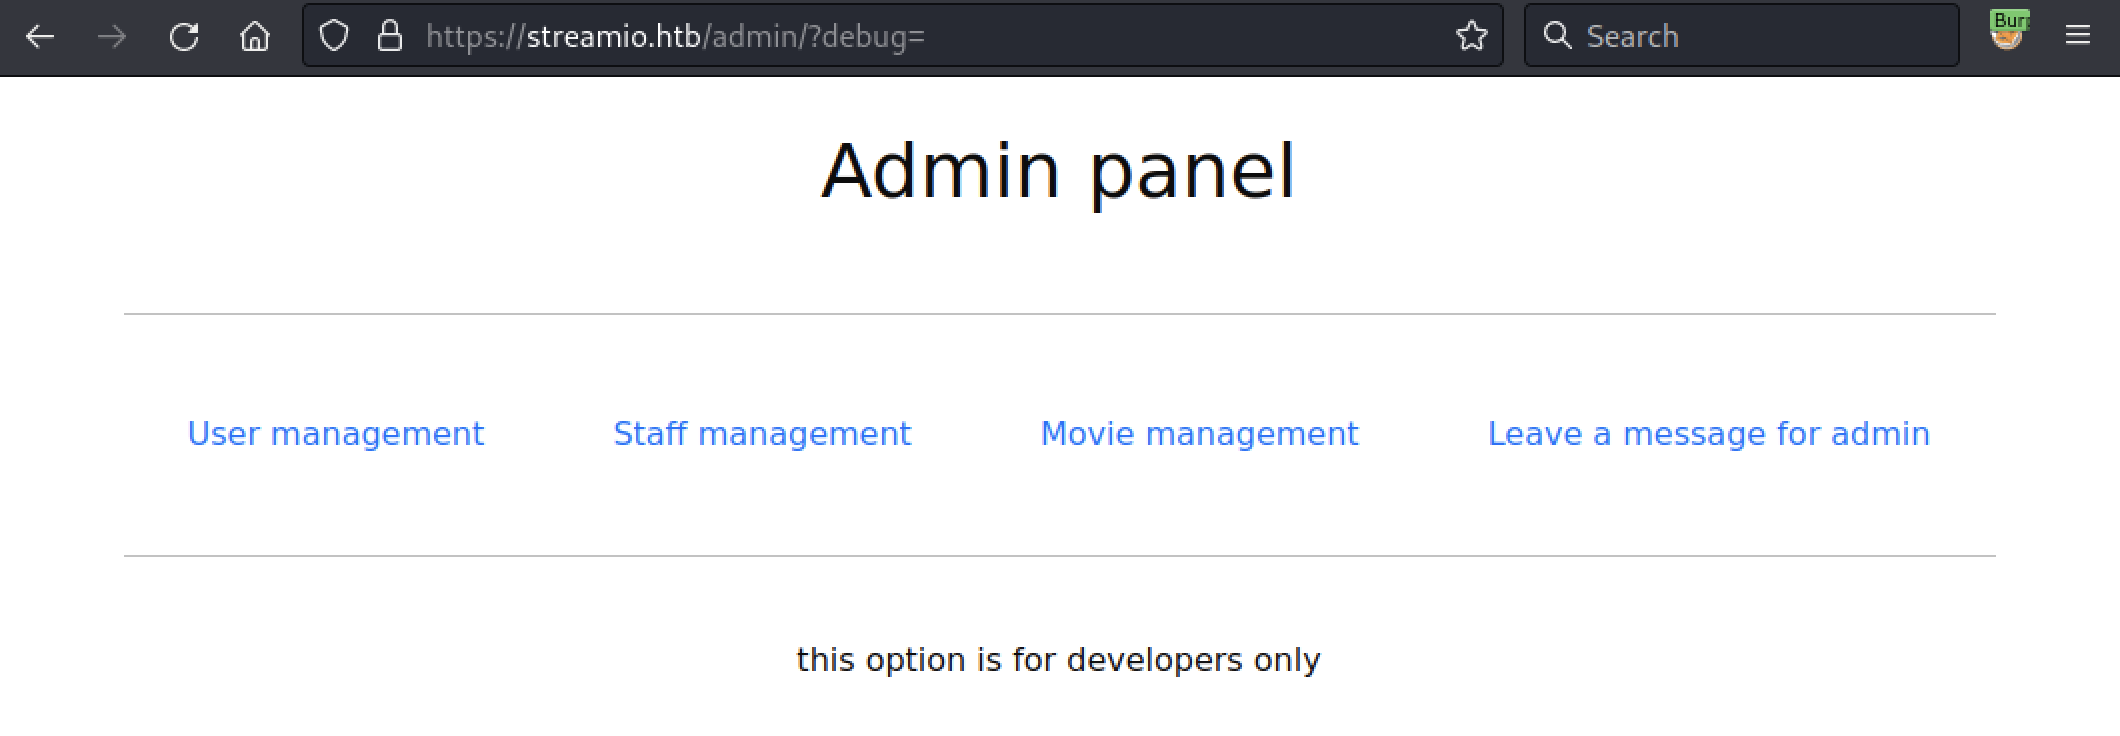 https://streamio.htb/admin/?debug=
Search
Burp
Admin panel
User management Staff management Movie management Leave a message for admin
this option is for developers only